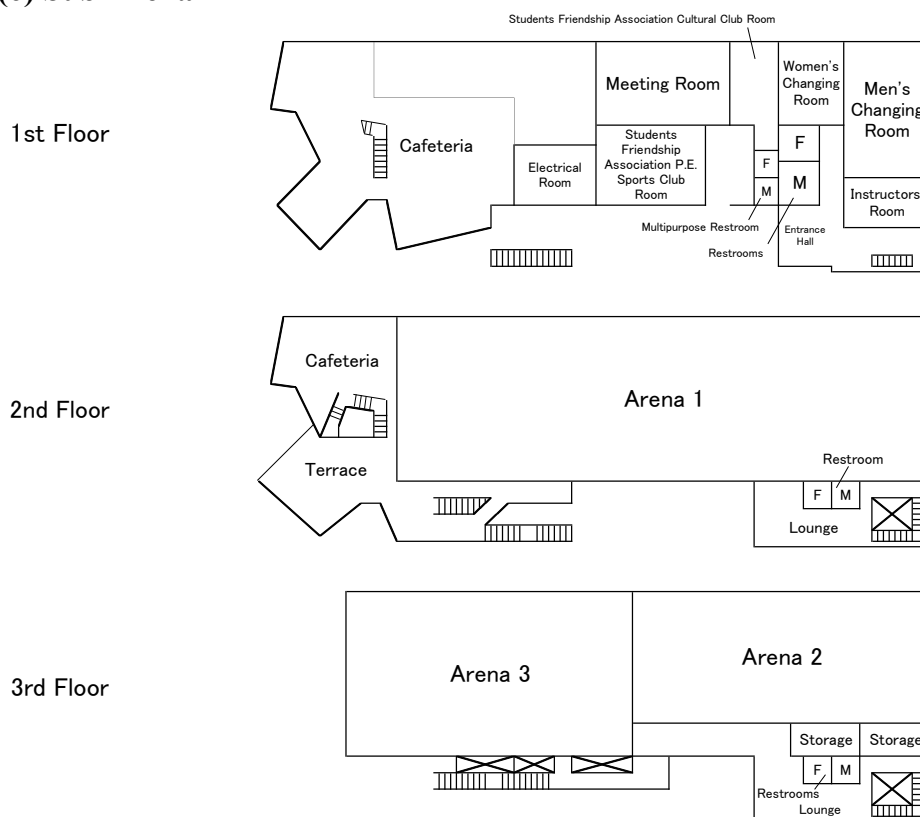 Students Friendship Association Cultural Club Room
1st Floor
Cafeteria
Electrical
Room
Meeting Room
Students
Friendship
Association P.E.
Sports Club
Room
Women's
Changing
Room
Men's
Changing
Room
F
M
F
M
Instructors
Room
Multipurpose Restroom
Restrooms
Entrance
Hall
2nd Floor
Cafeteria
Terrace
Arena 1
Restroom
F
M
Lounge
3rd Floor
Arena 3
Arena 2
Storage
Storage
F
M
Restrooms
Lounge